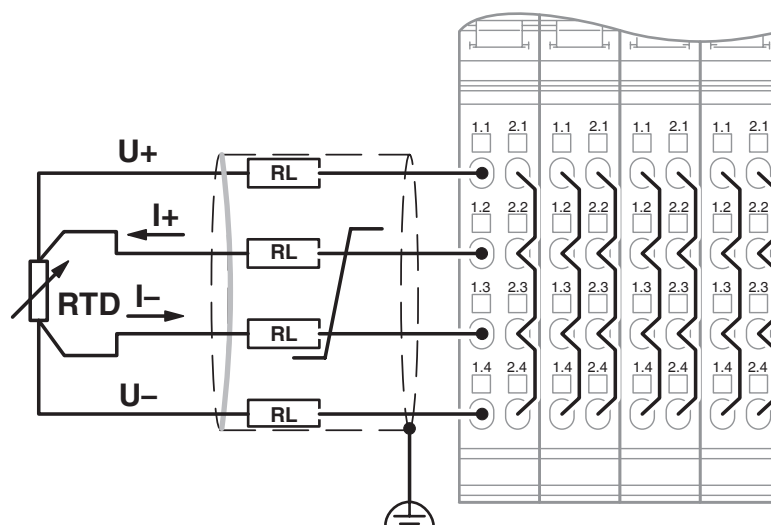 1.1 2.1 1.1 2.1 1.1 2.1 1.1 2.1
U+ RL
1.2 2.2 1.2 2.2 1.2 2.2 1.2 2.2
I+ RL
1.3 2.3 1.3 2.3 1.3 2.3 1.3 2.3
RTD I– RL
1.4 2.4 1.4 2.4 1.4 2.4 1.4 2.4
U– RL